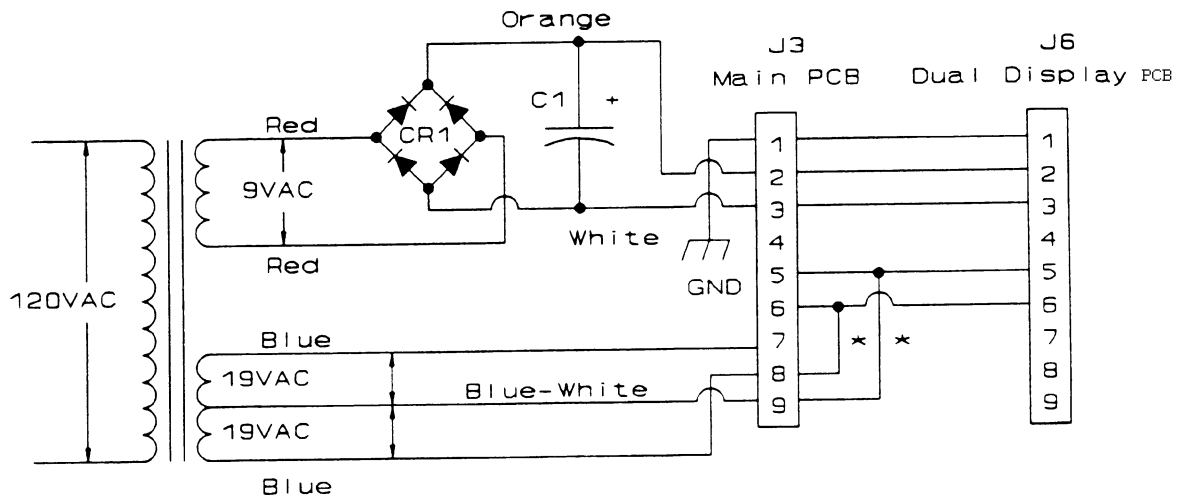 Orange
J3
J6
Main PCB
Dual Display PCB
C1 +
Red
CR1
9VAC
White
Red
GND
120VAC
Blue
19VAC
Blue-White
19VAC
Blue
1
2
3
4
5
6
7
8
9
* *
1
2
3
4
5
6
7
8
9